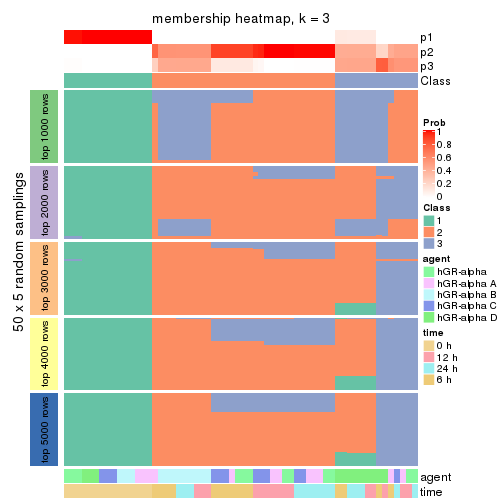 membership heatmap, k = 3
p1
p2
p3
Class
50 x 5 random samplings
top 1000 rows
top 2000 rows
top 3000 rows
top 4000 rows
top 5000 rows
Prob
1
0.8
0.6
0.4
0.2
0
Class
1
2
3
agent
hGR-alpha
hGR-alpha A
hGR-alpha B
hGR-alpha C
hGR-alpha D
time
0 h
12 h
24 h
6 h
agent
time